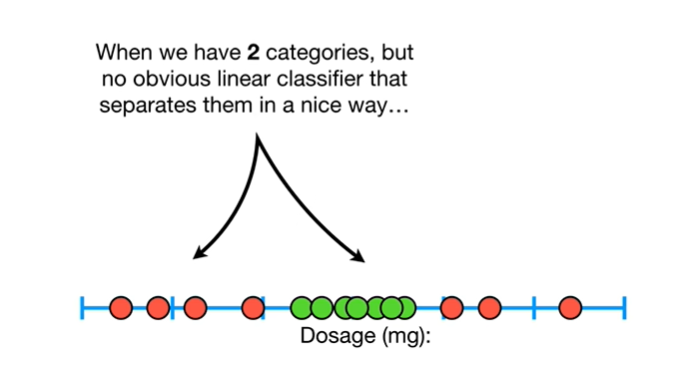 When we have 2 categories, but
no obvious linear classifier that
separates them in a nice way…
Dosage (mg):